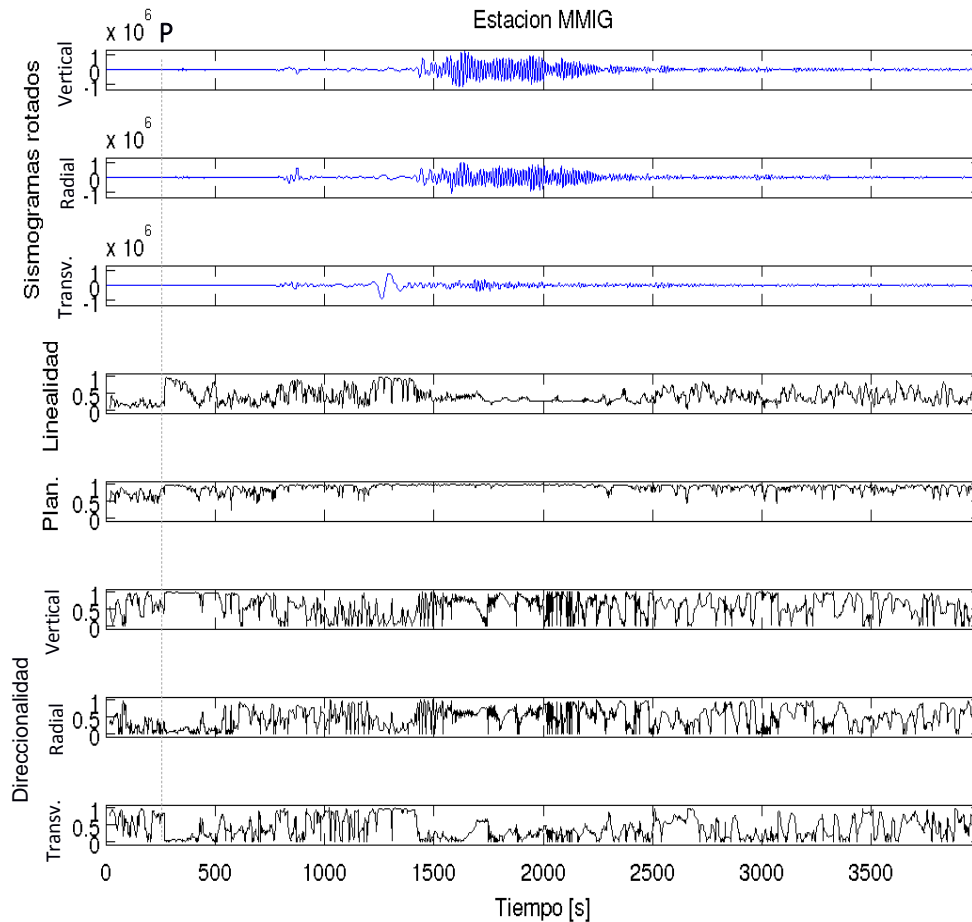 Estacion MMIG
x 10^6 P
Sismogramas rotados
Vertical
1
0
-1
x 10^6
Radial
1
0
-1
x 10^6
Transv.
1
0
-1
Linealidad
1
0.5
0
Plan.
1
0.5
0
Direccionalidad
Vertical
1
0.5
0
Radial
1
0.5
0
Transv.
1
0.5
0
0 500 1000 1500 2000 2500 3000 3500
Tiempo [s]